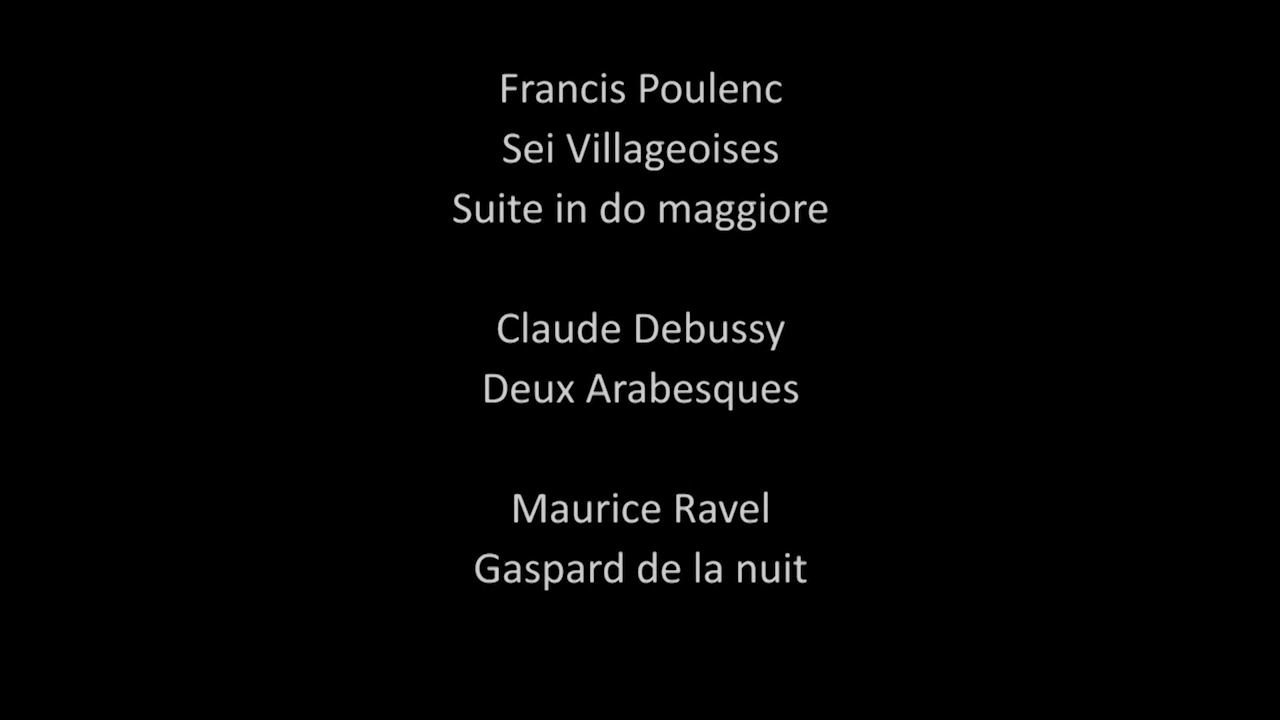 Francis Poulenc
Sei Villageoises
Suite in do maggiore
Claude Debussy
Deux Arabesques
Maurice Ravel
Gaspard de la nuit